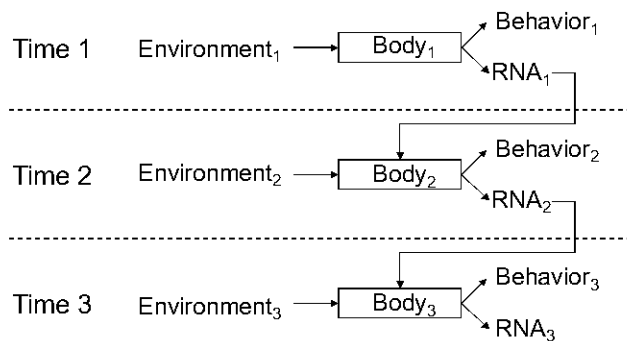 Behavior₁
Time 1 Environment₁ Body₁
RNA₁
Behavior₂
Time 2 Environment₂ Body₂
RNA₂
Behavior₃
Time 3 Environment₃ Body₃
RNA₃